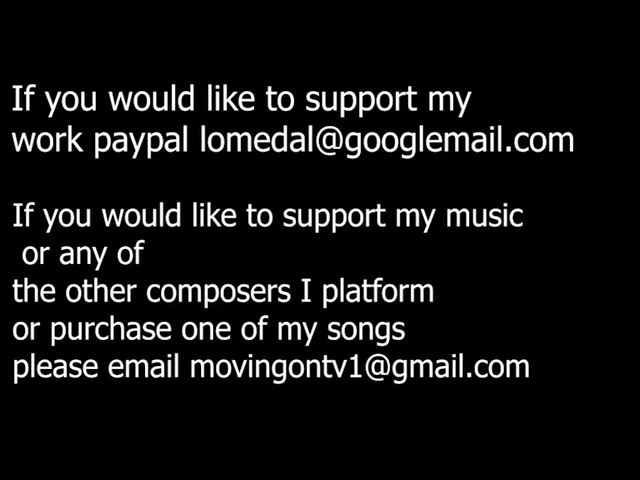 If you would like to support my
work paypal lomedal@googlemail.com
If you would like to support my music
or any of
the other composers I platform
or purchase one of my songs
please email movingontv1@gmail.com